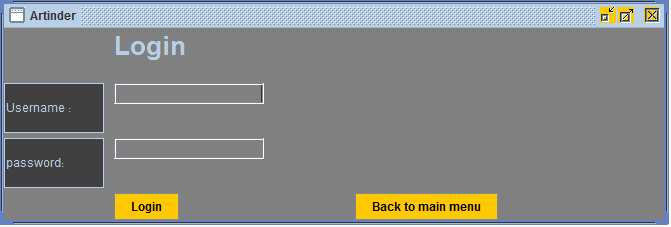 Artinder
Login
Username :
password:
Login
Back to main menu